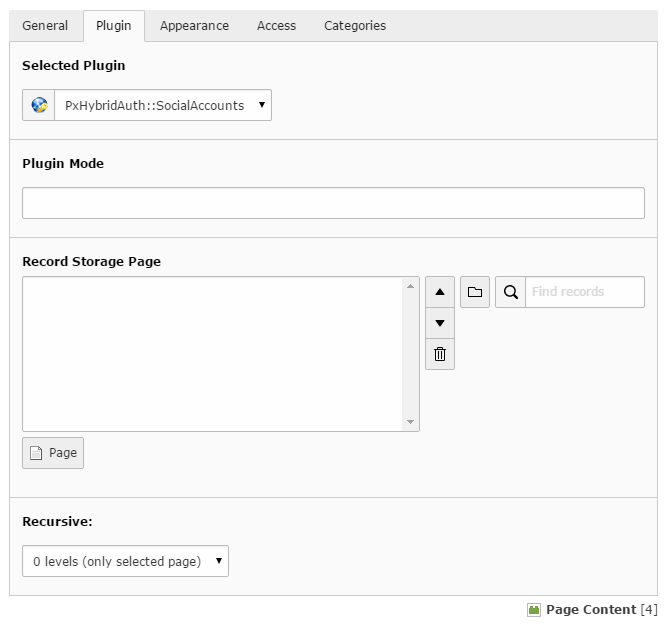 General Plugin Appearance Access Categories
Selected Plugin
PxHybridAuth::SocialAccounts
Plugin Mode
Record Storage Page
Find records
Page
Recursive:
0 levels (only selected page)
Page Content [4]